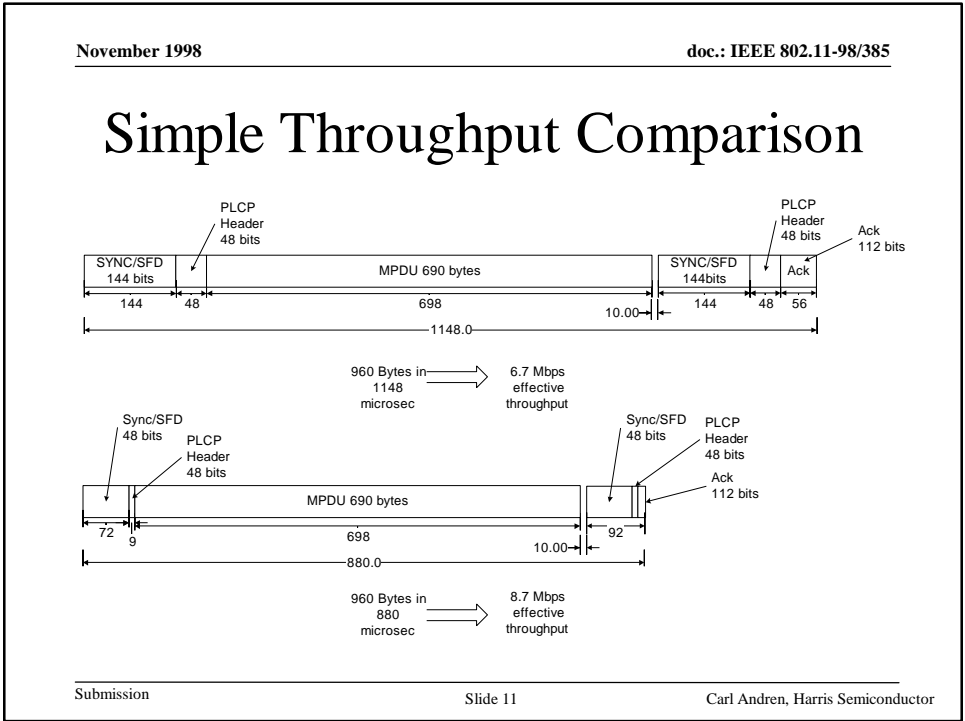 November 1998
doc.: IEEE 802.11-98/385
Simple Throughput Comparison
PLCP
Header
48 bits
PLCP
Header
48 bits
Ack
112 bits
SYNC/SFD
144 bits
MPDU 690 bytes
SYNC/SFD
144bits
Ack
144
48
698
10.00
144
48
56
1148.0
960 Bytes in
1148
microsec
6.7 Mbps
effective
throughput
Sync/SFD
48 bits
PLCP
Header
48 bits
Sync/SFD
48 bits
PLCP
Header
48 bits
Ack
112 bits
MPDU 690 bytes
72
9
698
10.00
92
880.0
960 Bytes in
880
microsec
8.7 Mbps
effective
throughput
Submission
Slide 11
Carl Andren, Harris Semiconductor